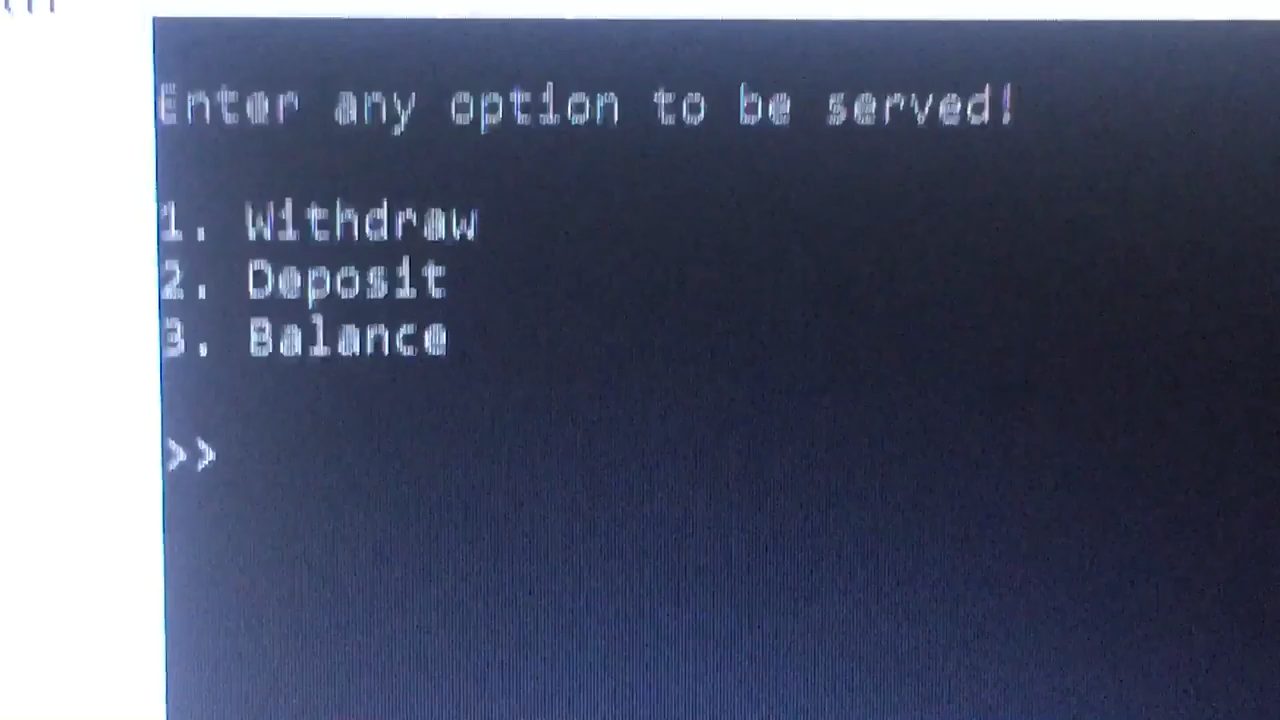 Enter any option to be served!
1. Withdraw
2. Deposit
3. Balance
>>